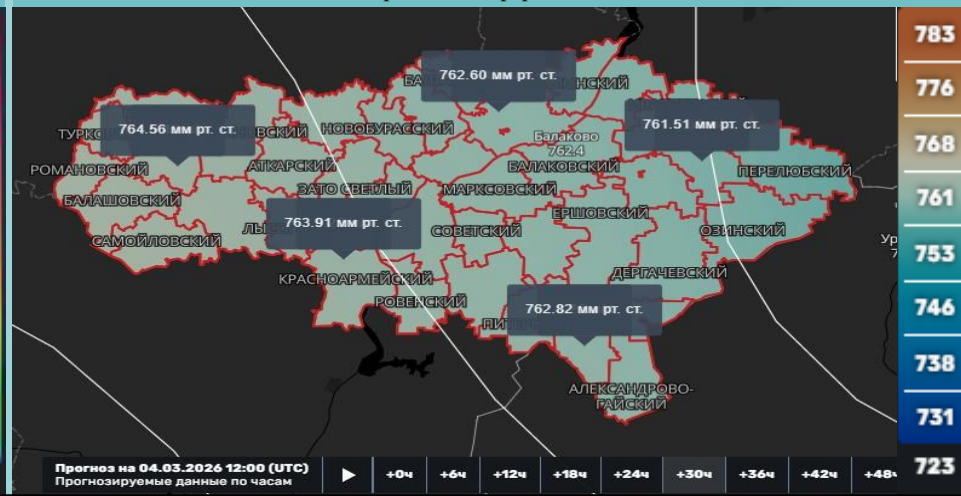 783
762.60 мм рт. ст.
776
764.56 мм рт. ст.
761.51 мм рт. ст.
НОВОБУРАССКИЙ
Балаково
762.4
768
РОМАНОВСКИЙ
АТКАРСКИЙ
БАЛАКОВСКИЙ
ПЕРЕЛЮБСКИЙ
ЗАТО СВЕТЛЫЙ
МАРКСОВСКИЙ
БАЛАШОВСКИЙ
761
763.91 мм рт. ст.
ЕРШОВСКИЙ
СОВЕТСКИЙ
ОЗИНСКИЙ
САМОЙЛОВСКИЙ
753
КРАСНОАРМЕЙСКИЙ
ДЕРГАЧЕВСКИЙ
РОВЕНСКИЙ
762.82 мм рт. ст.
746
738
АЛЕКСАНДРОВО-
ГАЙСКИЙ
731
Прогноз на 04.03.2026 12:00 (UTC)
Прогнозируемые данные по часам
+0ч +6ч +12ч +18ч +24ч +30ч +36ч +42ч +48ч
723